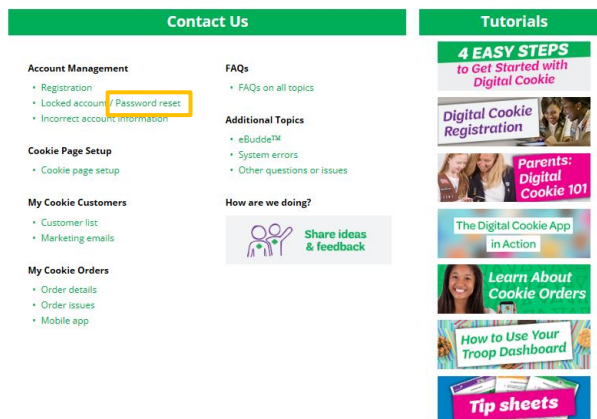 Contact Us
Account Management
Registration
Locked account / Password reset
Incorrect account information
Cookie Page Setup
Cookie page setup
My Cookie Customers
Customer list
Marketing emails
My Cookie Orders
Order details
Order issues
Mobile app
FAQs
FAQs on all topics
Additional Topics
eBudde™
System errors
Other questions or issues
How are we doing?
Share ideas
& feedback
Tutorials
4 EASY STEPS
to Get Started with
Digital Cookie
Digital Cookie
Registration
Parents:
Digital
Cookie 101
The Digital Cookie App
in Action
Learn About
Cookie Orders
How to Use Your
Troop Dashboard
Tip sheets